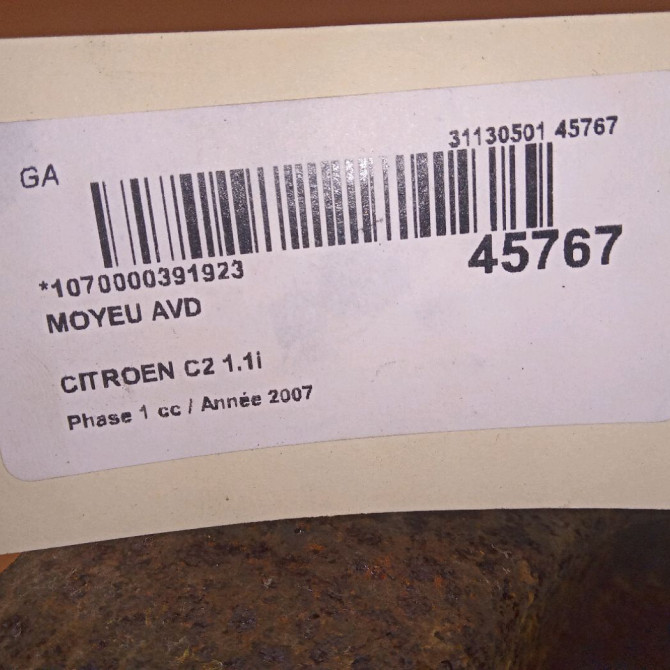 31130501 45767
GA
45767
*1070000391923
MOYEU AVD
CITROEN C2 1.1i
Phase 1 cc / Année 2007